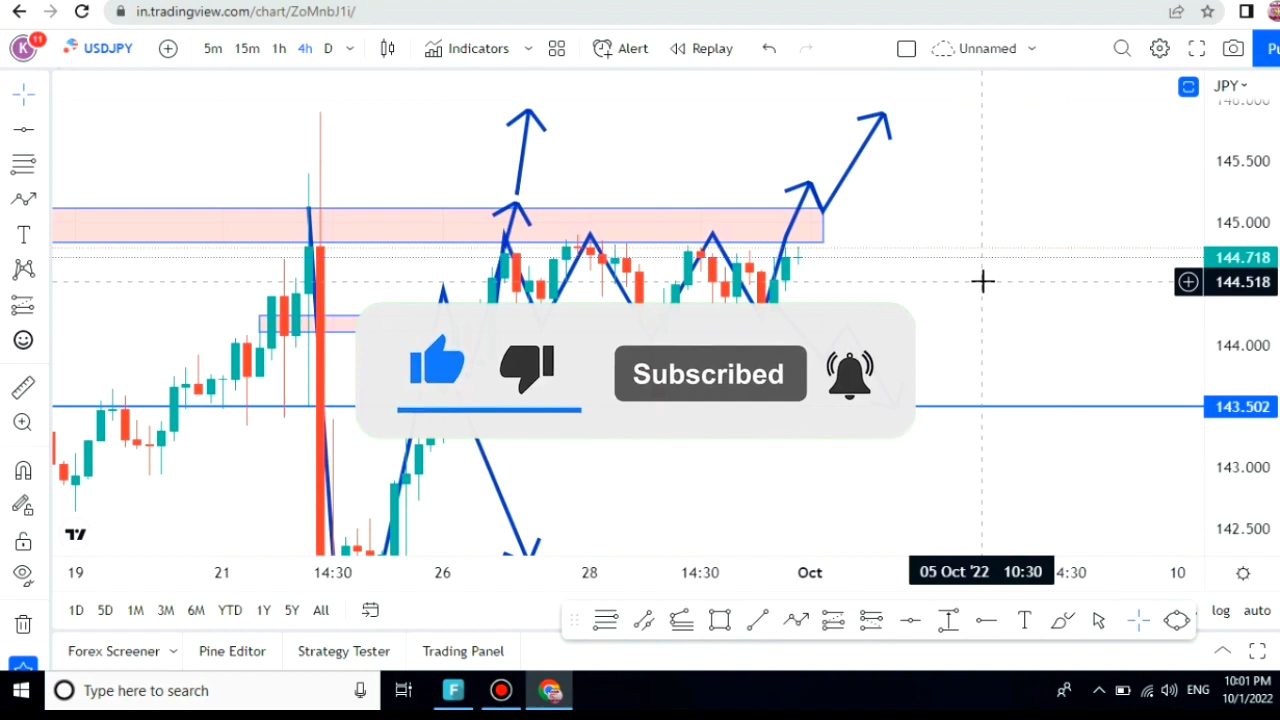 in.tradingview.com/chart/ZoMnbJ1i/
K 11 USDJPY 5m 15m 1h 4h D Indicators Alert Replay Unnamed Pu
JPY
146.000
145.500
145.000
144.718
144.518
144.000
143.502
143.000
142.500
Subscribed
19 21 14:30 26 28 14:30 Oct 05 Oct '22 10:30 4:30 10
1D 5D 1M 3M 6M YTD 1Y 5Y All log auto
Forex Screener Pine Editor Strategy Tester Trading Panel
Type here to search F ENG 10:01 PM
10/1/2022